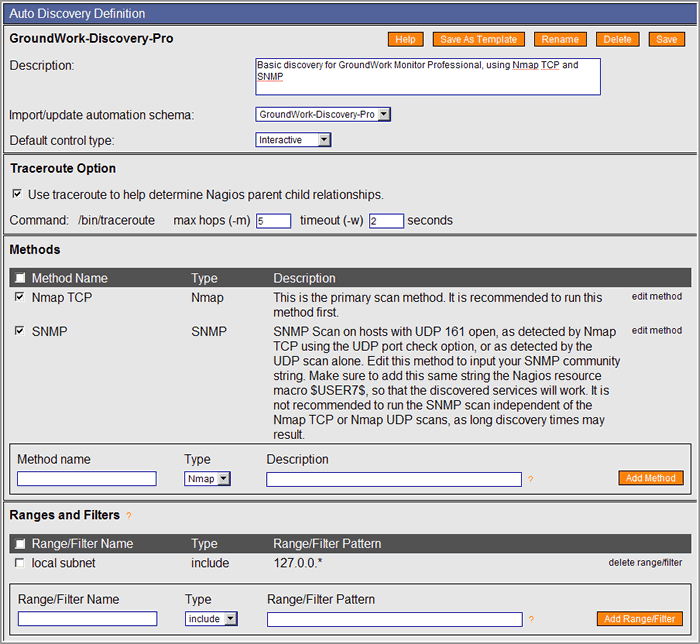 Auto Discovery Definition
GroundWork-Discovery-Pro Help Save As Template Rename Delete Save
Description: Basic discovery for GroundWork Monitor Professional, using Nmap TCP and
SNMP
Import/update automation schema: GroundWork-Discovery-Pro
Default control type: Interactive
Traceroute Option
Use traceroute to help determine Nagios parent child relationships.
Command: /bin/traceroute max hops (-m) 5 timeout (-w) 2 seconds
Methods
Method Name Type Description
Nmap TCP Nmap This is the primary scan method. It is recommended to run this edit method
method first.
SNMP SNMP SNMP Scan on hosts with UDP 161 open, as detected by Nmap edit method
TCP using the UDP port check option, or as detected by the
UDP scan alone. Edit this method to input your SNMP community
string. Make sure to add this same string the Nagios resource
macro $USER7$, so that the discovered services will work. It is
not recommended to run the SNMP scan independent of the
Nmap TCP or Nmap UDP scans, as long discovery times may
result.
Method name Type Description
Nmap ? Add Method
Ranges and Filters ?
Range/Filter Name Type Range/Filter Pattern
local subnet include 127.0.0.* delete range/filter
Range/Filter Name Type Range/Filter Pattern
include ? Add Range/Filter